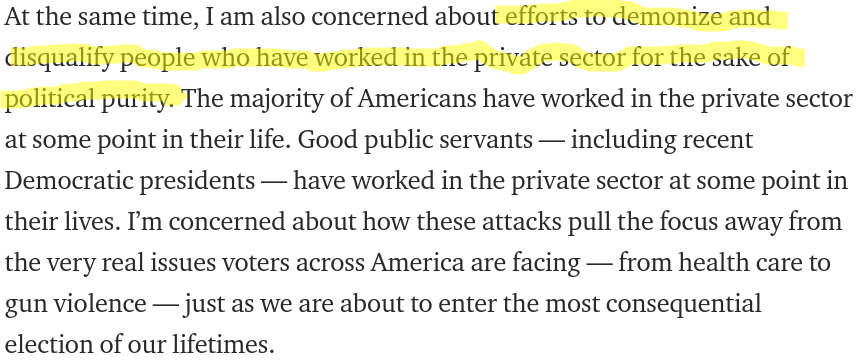 At the same time, I am also concerned about efforts to demonize and
disqualify people who have worked in the private sector for the sake of
political purity. The majority of Americans have worked in the private sector
at some point in their life. Good public servants — including recent
Democratic presidents — have worked in the private sector at some point in
their lives. I’m concerned about how these attacks pull the focus away from
the very real issues voters across America are facing — from health care to
gun violence — just as we are about to enter the most consequential
election of our lifetimes.